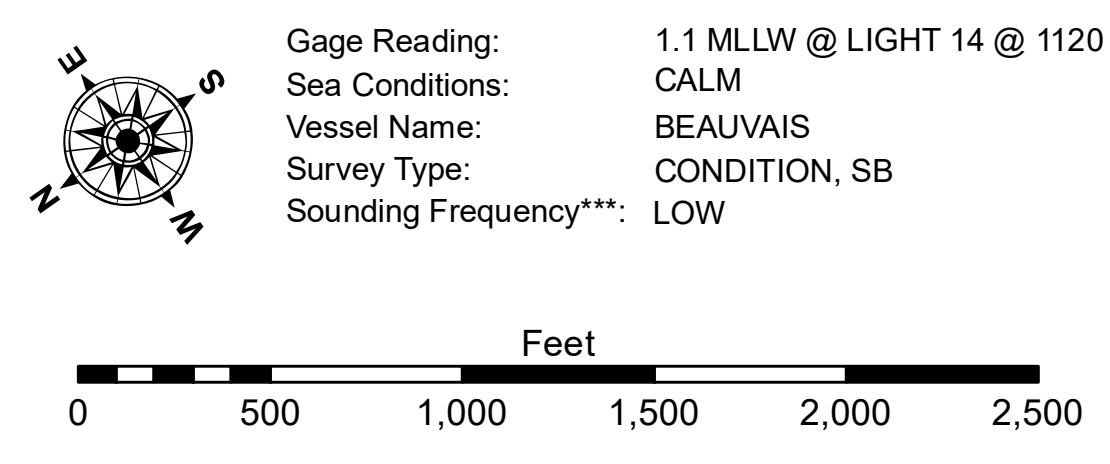 E
S
N
W
Gage Reading: 1.1 MLLW @ LIGHT 14 @ 1120
Sea Conditions: CALM
Vessel Name: BEAUVAIS
Survey Type: CONDITION, SB
Sounding Frequency***: LOW
Feet
0 500 1,000 1,500 2,000 2,500